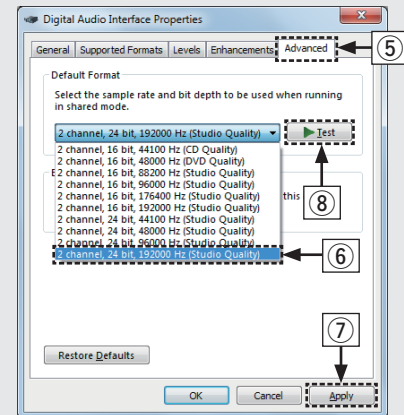 Digital Audio Interface Properties
General Supported Formats Levels Enhancements Advanced
5
Default Format
Select the sample rate and bit depth to be used when running
in shared mode.
2 channel, 24 bit, 192000 Hz (Studio Quality)
Test
2 channel, 16 bit, 44100 Hz (CD Quality)
2 channel, 16 bit, 48000 Hz (DVD Quality)
2 channel, 16 bit, 88200 Hz (Studio Quality)
2 channel, 16 bit, 96000 Hz (Studio Quality)
2 channel, 16 bit, 176400 Hz (Studio Quality)
this
2 channel, 16 bit, 192000 Hz (Studio Quality)
8
2 channel, 24 bit, 44100 Hz (Studio Quality)
2 channel, 24 bit, 48000 Hz (Studio Quality)
2 channel, 24 bit, 96000 Hz (Studio Quality)
2 channel, 24 bit, 192000 Hz (Studio Quality)
6
7
Restore Defaults
OK Cancel Apply